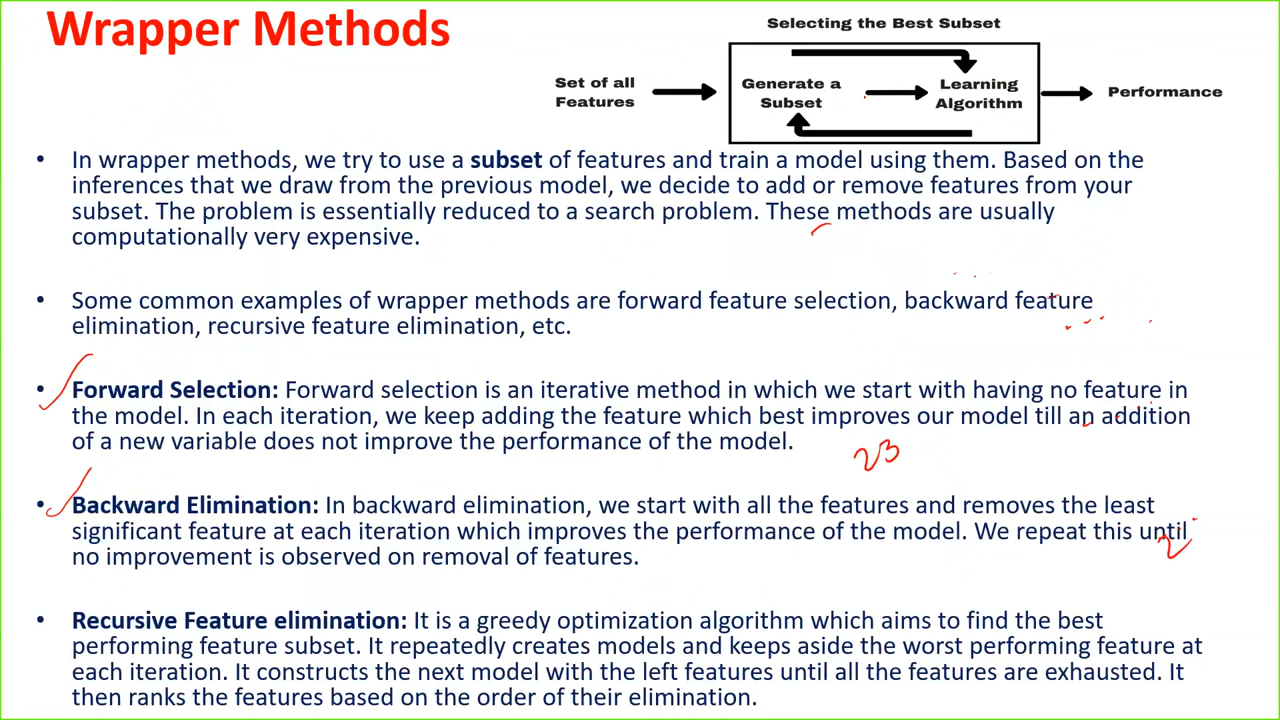 Wrapper Methods
Selecting the Best Subset
Set of all
Features
Generate a
Subset
Learning
Algorithm
Performance
• In wrapper methods, we try to use a subset of features and train a model using them. Based on the
inferences that we draw from the previous model, we decide to add or remove features from your
subset. The problem is essentially reduced to a search problem. These methods are usually
computationally very expensive.
• Some common examples of wrapper methods are forward feature selection, backward feature
elimination, recursive feature elimination, etc.
• Forward Selection: Forward selection is an iterative method in which we start with having no feature in
the model. In each iteration, we keep adding the feature which best improves our model till an addition
of a new variable does not improve the performance of the model.
23
• Backward Elimination: In backward elimination, we start with all the features and removes the least
significant feature at each iteration which improves the performance of the model. We repeat this until
2
no improvement is observed on removal of features.
• Recursive Feature elimination: It is a greedy optimization algorithm which aims to find the best
performing feature subset. It repeatedly creates models and keeps aside the worst performing feature at
each iteration. It constructs the next model with the left features until all the features are exhausted. It
then ranks the features based on the order of their elimination.